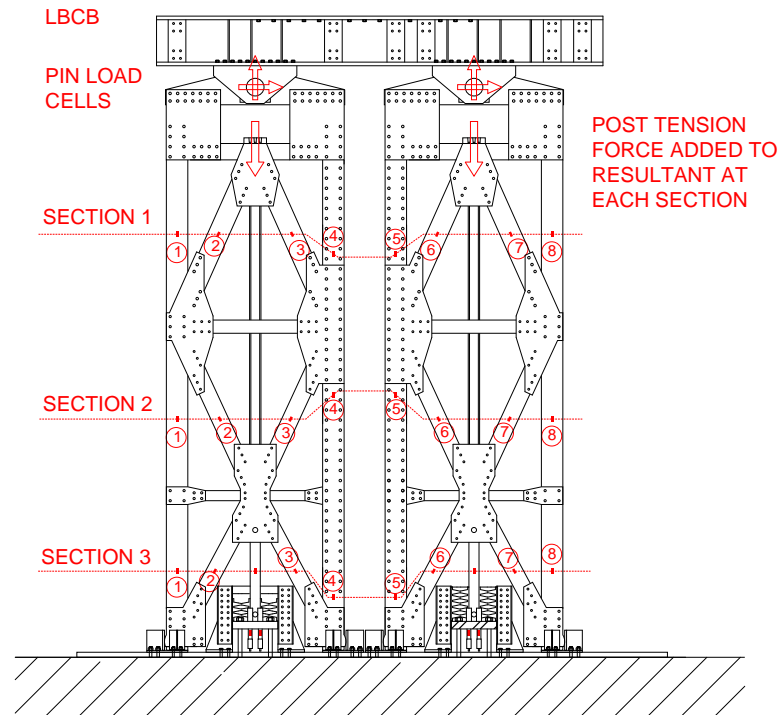 LBCB
PIN LOAD
CELLS
POST TENSION
FORCE ADDED TO
RESULTANT AT
EACH SECTION
SECTION 1
1 2 3 4 5 6 7 8
SECTION 2
1 2 3 4 5 6 7 8
SECTION 3
1 2 3 4 5 6 7 8